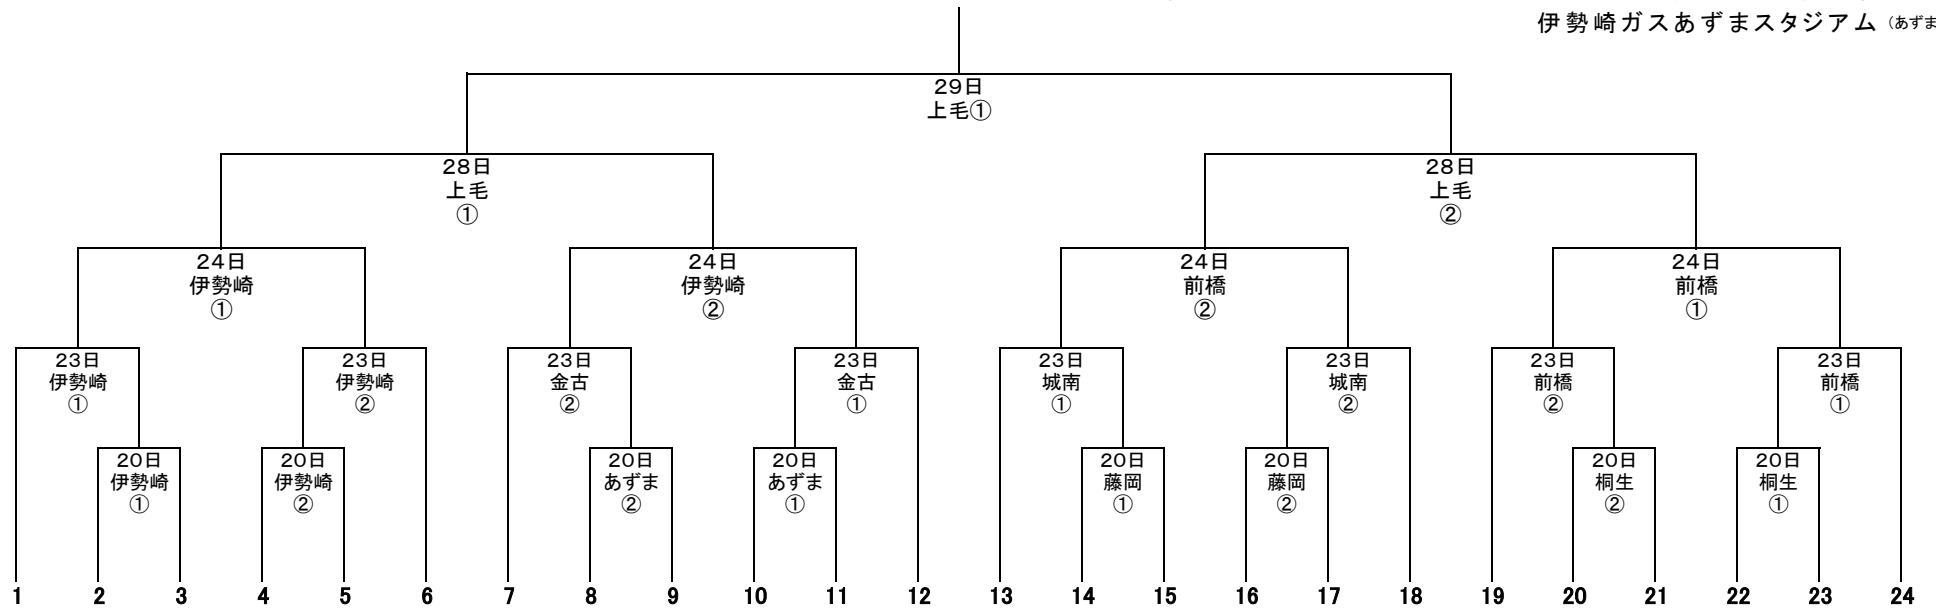 伊勢崎ガスあずまスタジアム（あずま
29日
上毛①
28日
上毛
①
28日
上毛
②
24日
伊勢崎
①
24日
伊勢崎
②
24日
前橋
②
24日
前橋
①
23日
伊勢崎
①
23日
伊勢崎
②
23日
金古
②
23日
金古
①
23日
城南
①
23日
城南
②
23日
前橋
②
23日
前橋
①
20日
伊勢崎
①
20日
伊勢崎
②
20日
あずま
②
20日
あずま
①
20日
藤岡
①
20日
藤岡
②
20日
桐生
②
20日
桐生
①
1 2 3 4 5 6 7 8 9 10 11 12 13 14 15 16 17 18 19 20 21 22 23 24